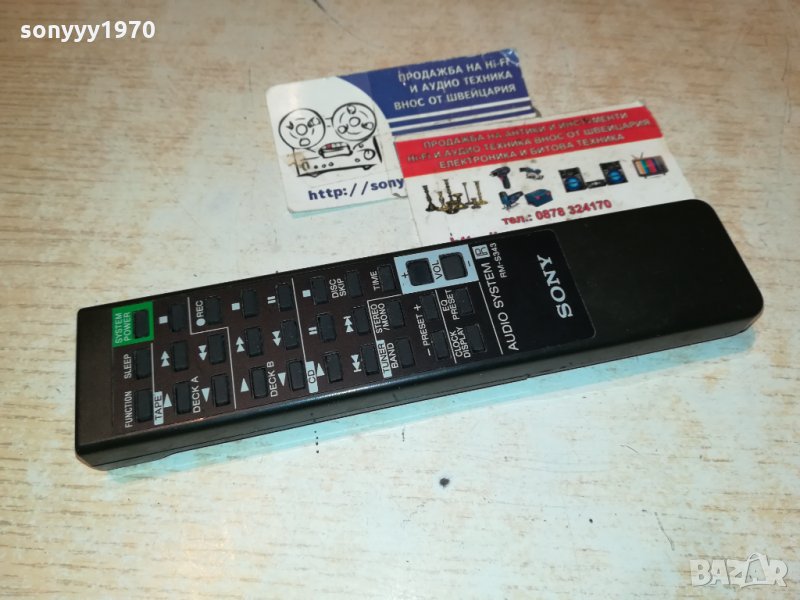 sonyyy1970
ПРОДАЖБА НА Hi-Fi
И АУДИО ТЕХНИКА
ВНОС ОТ ШВЕЙЦАРИЯ
http://sony
ПРОДАЖБА НА АНТИКИ И ИНСТУМЕНТИ
Hi-Fi И АУДИО ТЕХНИКА ВНОС ОТ ШВЕЙЦАРИЯ
ЕЛЕКТРОНИКА И БИТОВА ТЕХНИКА
тел.: 0878 324170
SYSTEM
POWER
REC
DISC
SKIP
TIME
+ VOL -
SLEEP
STEREO
/MONO
- PRESET +
EQ
PRESET
FUNCTION
TAPE
DECK A
DECK B
CD
TUNER
BAND
CLOCK
DISPLAY
AUDIO SYSTEM
RM-S343
SONY
BAZAR